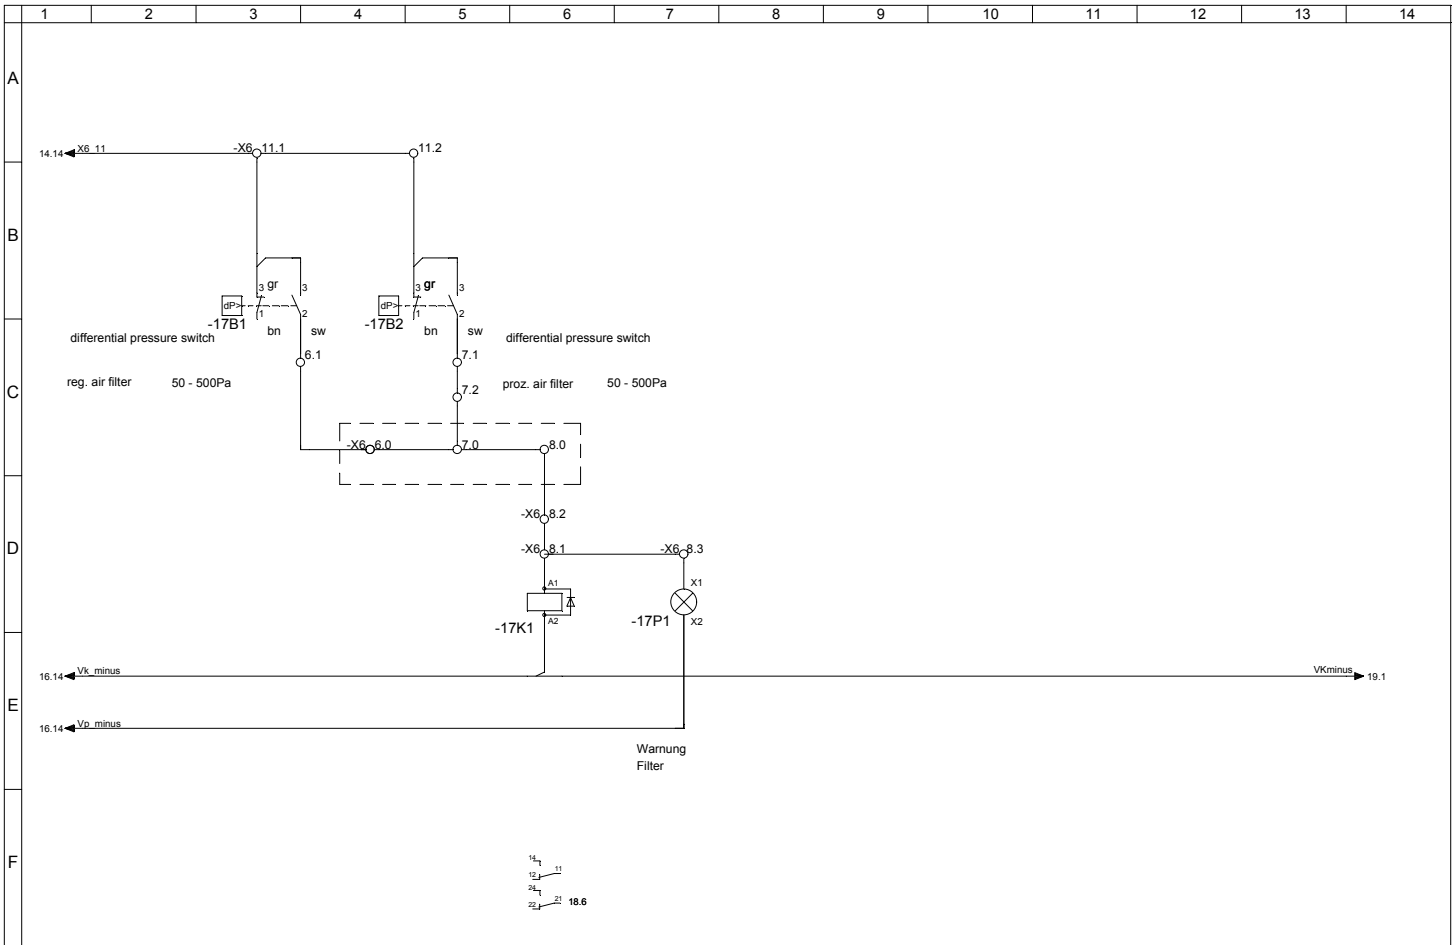 1 2 3 4 5 6 7 8 9 10 11 12 13 14
A
14.14 X6_11 -X6 11.1 11.2
B
3 gr 3 3 gr 3
dP> dP>
-17B1 1 2 -17B2 1 2
bn sw bn sw
differential pressure switch differential pressure switch
6.1 7.1
reg. air filter 50 - 500Pa proz. air filter 50 - 500Pa
C
7.2
-X6 6.0 7.0 8.0
-X6 8.2
D
-X6 8.1 -X6 8.3
A1 X1
-17K1 A2 -17P1 X2
16.14 Vk_minus VKminus 19.1
E
16.14 Vp_minus
Warnung
Filter
F
14
12 11
24
22 21 18.6